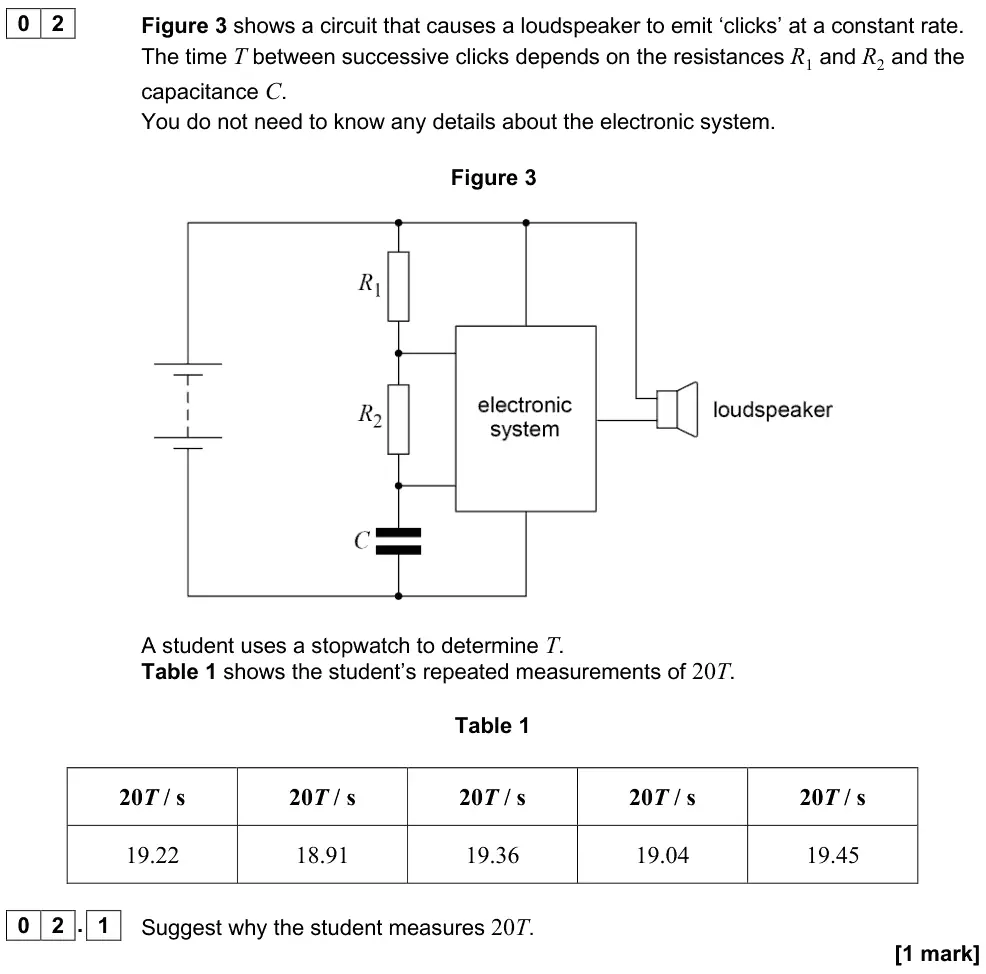 0 2
Figure 3 shows a circuit that causes a loudspeaker to emit ‘clicks’ at a constant rate.
The time T between successive clicks depends on the resistances R₁ and R₂ and the
capacitance C.
You do not need to know any details about the electronic system.
Figure 3
R₁
R₂
electronic
system
loudspeaker
C
A student uses a stopwatch to determine T.
Table 1 shows the student’s repeated measurements of 20T.
Table 1
20T / s 20T / s 20T / s 20T / s 20T / s
19.22 18.91 19.36 19.04 19.45
0 2 . 1 Suggest why the student measures 20T.
[1 mark]